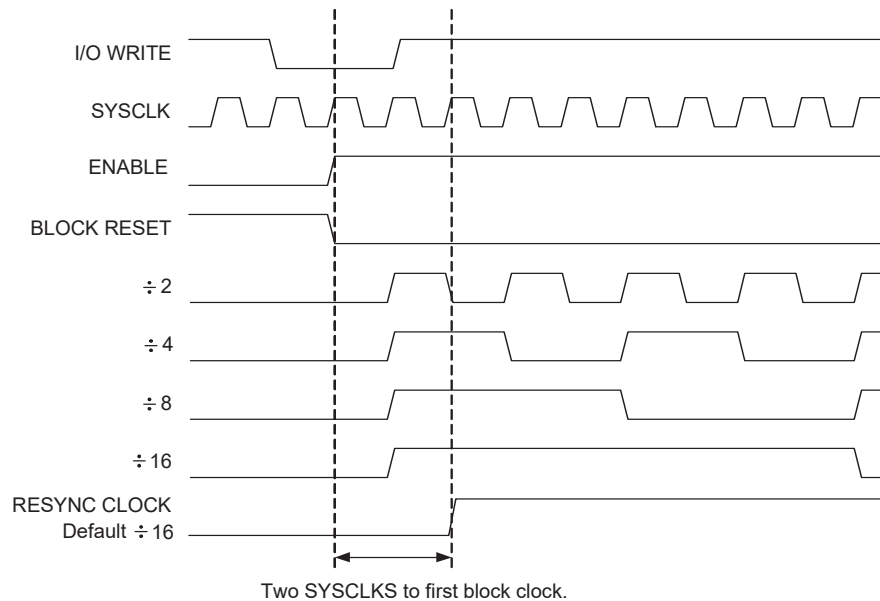 I/O WRITE
SYSCLK
ENABLE
BLOCK RESET
÷ 2
÷ 4
÷ 8
÷ 16
RESYNC CLOCK
Default ÷ 16
Two SYSCLKS to first block clock.